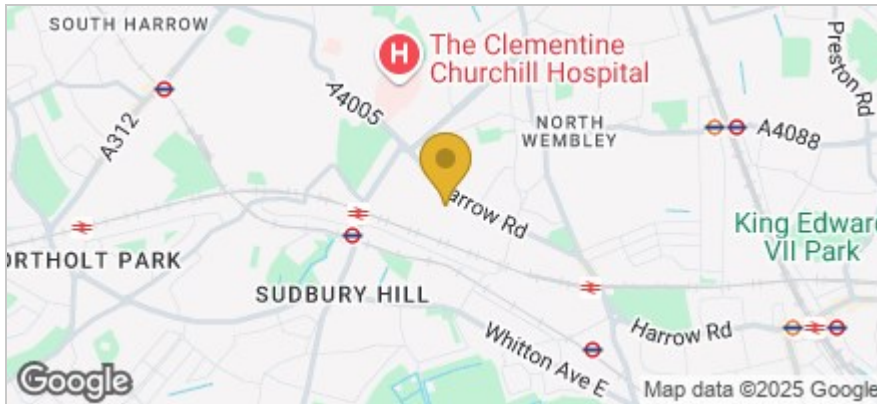 SOUTH HARROW
H
The Clementine
Churchill Hospital
Preston Rd
A4005
A312
NORTH
WEMBLEY
A4088
arrow Rd
King Edward
VII Park
ORTHOLT PARK
SUDBURY HILL
Harrow Rd
Whitton Ave E
Google
Map data ©2025 Google